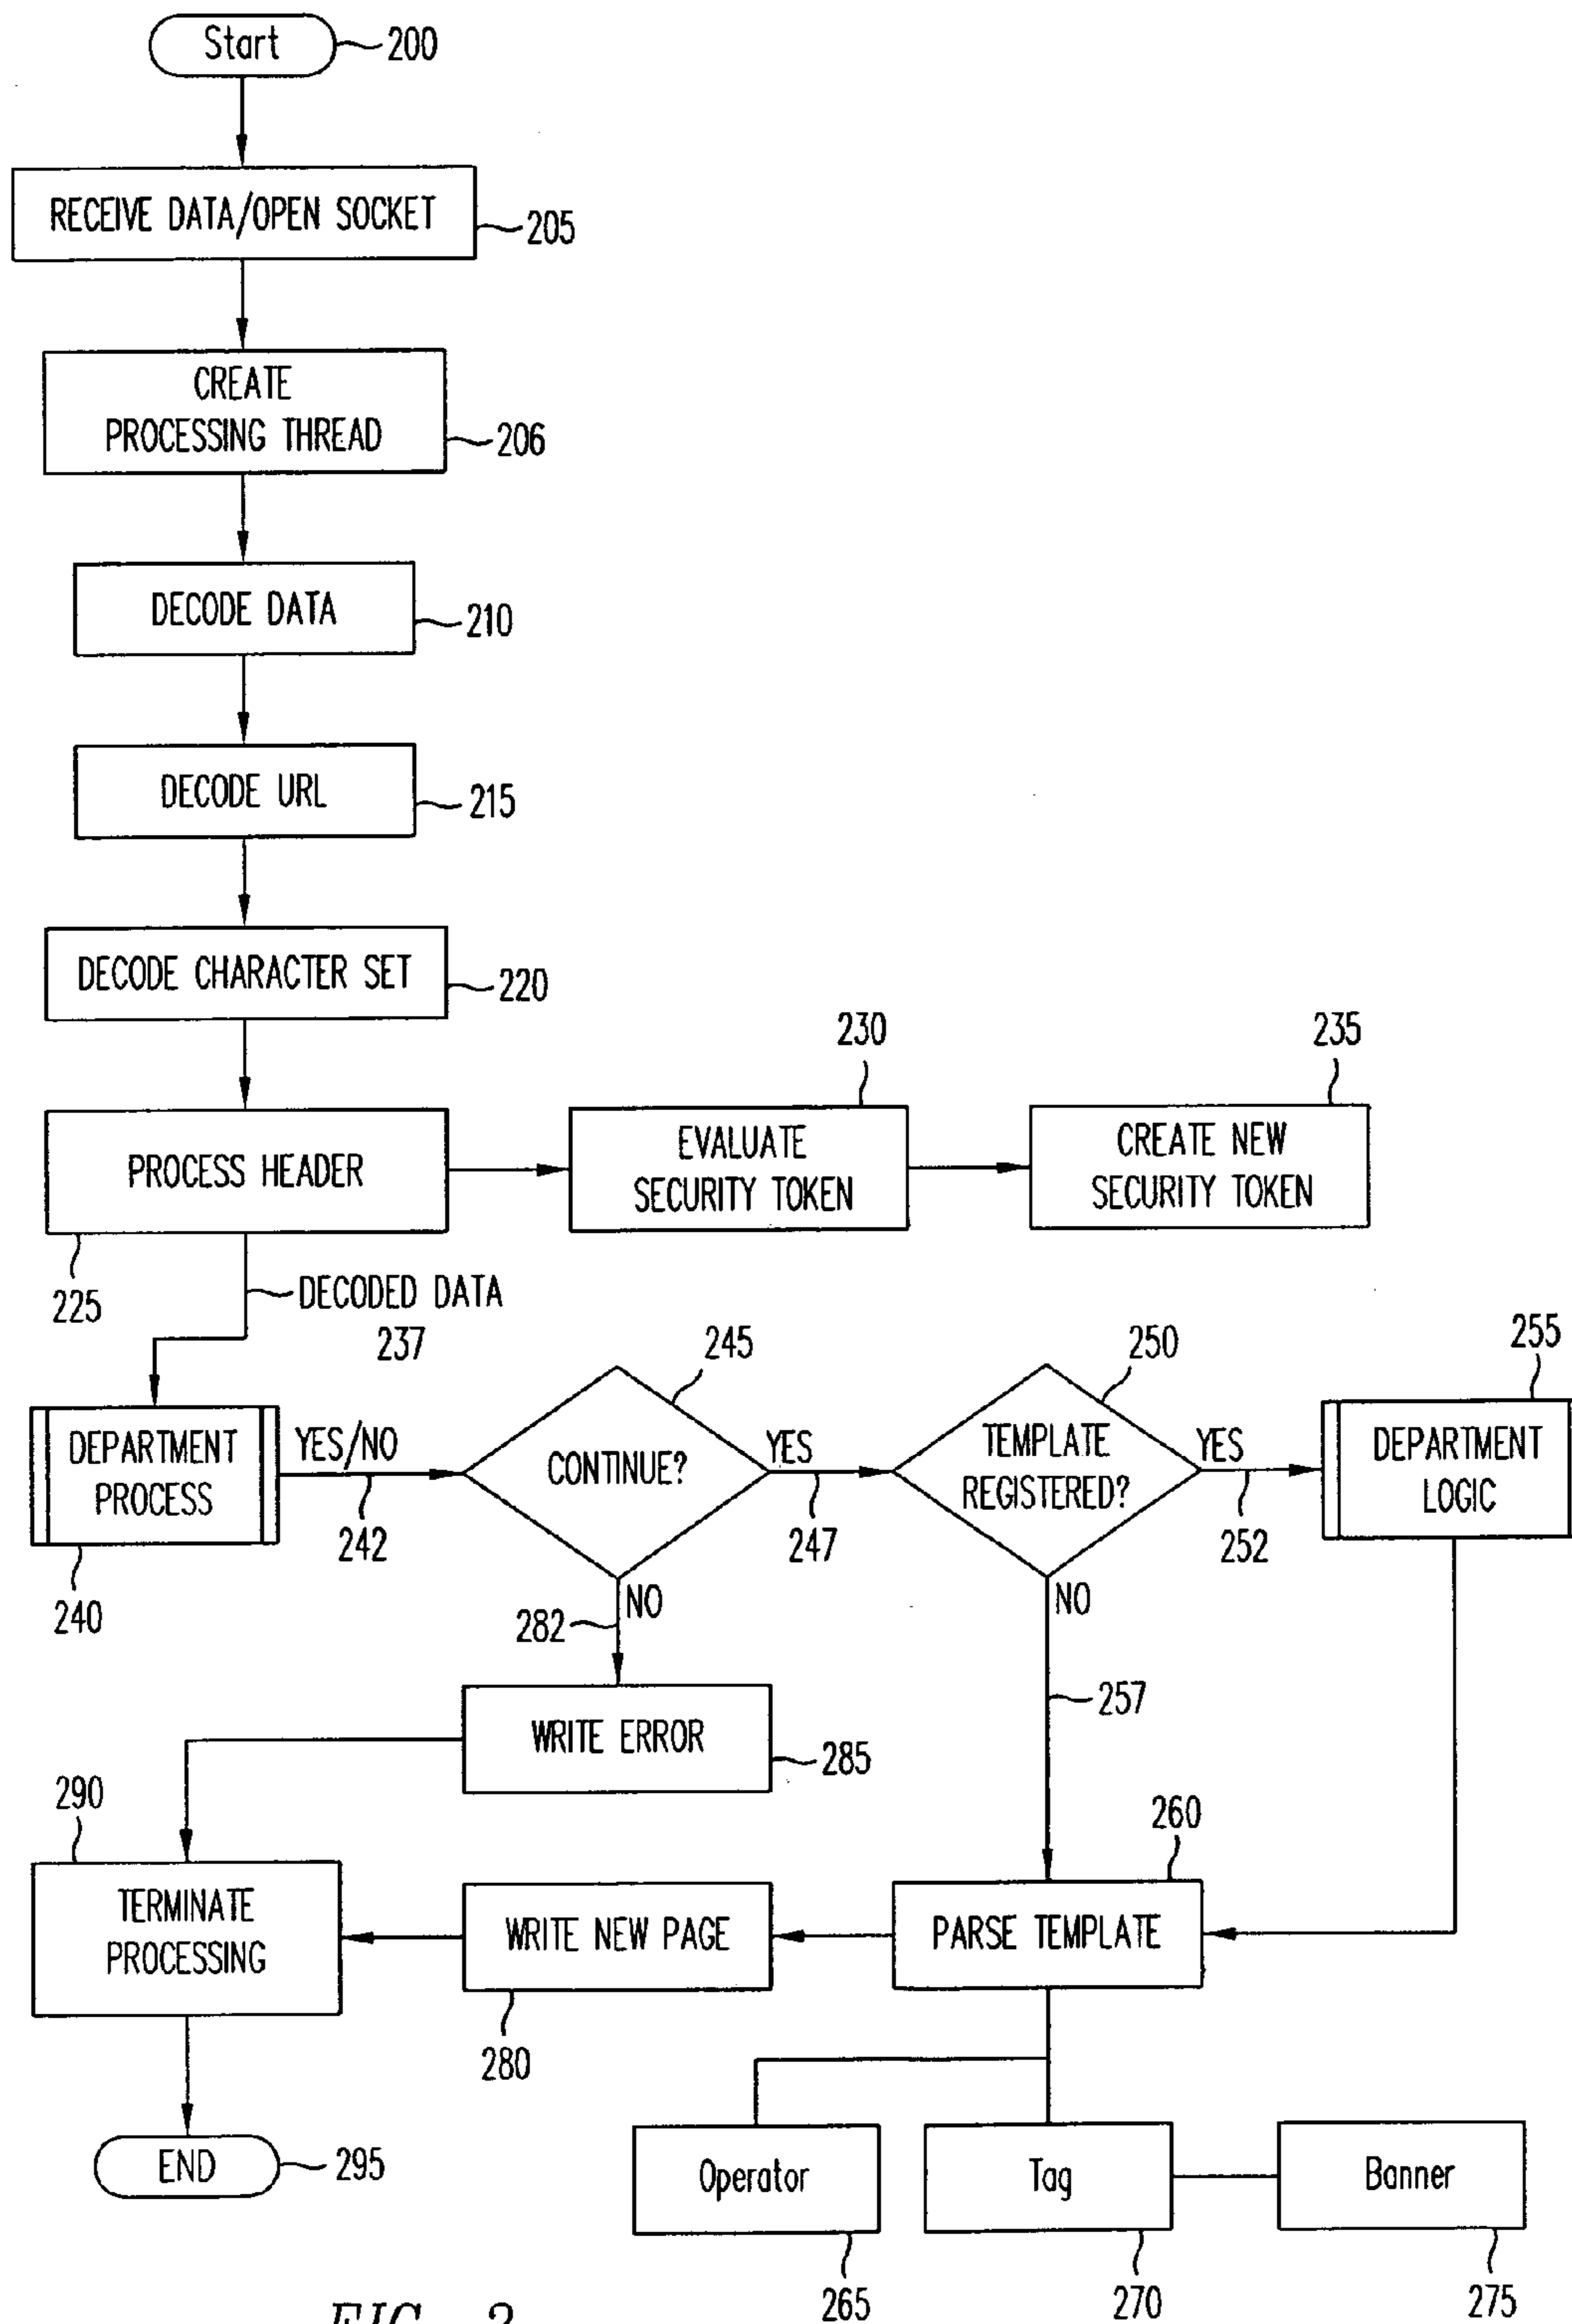 Start
200
RECEIVE DATA/OPEN SOCKET
205
CREATE
PROCESSING THREAD
206
DECODE DATA
210
DECODE URL
215
DECODE CHARACTER SET
220
230
235
PROCESS HEADER
225
EVALUATE
SECURITY TOKEN
CREATE NEW
SECURITY TOKEN
DECODED DATA
237
245
250
255
DEPARTMENT
PROCESS
240
YES/NO
242
CONTINUE?
YES
247
TEMPLATE
REGISTERED?
YES
252
DEPARTMENT
LOGIC
NO
282
NO
257
WRITE ERROR
285
290
260
TERMINATE
PROCESSING
WRITE NEW PAGE
280
PARSE TEMPLATE
END
295
Operator
265
Tag
270
Banner
275
FIG. 2